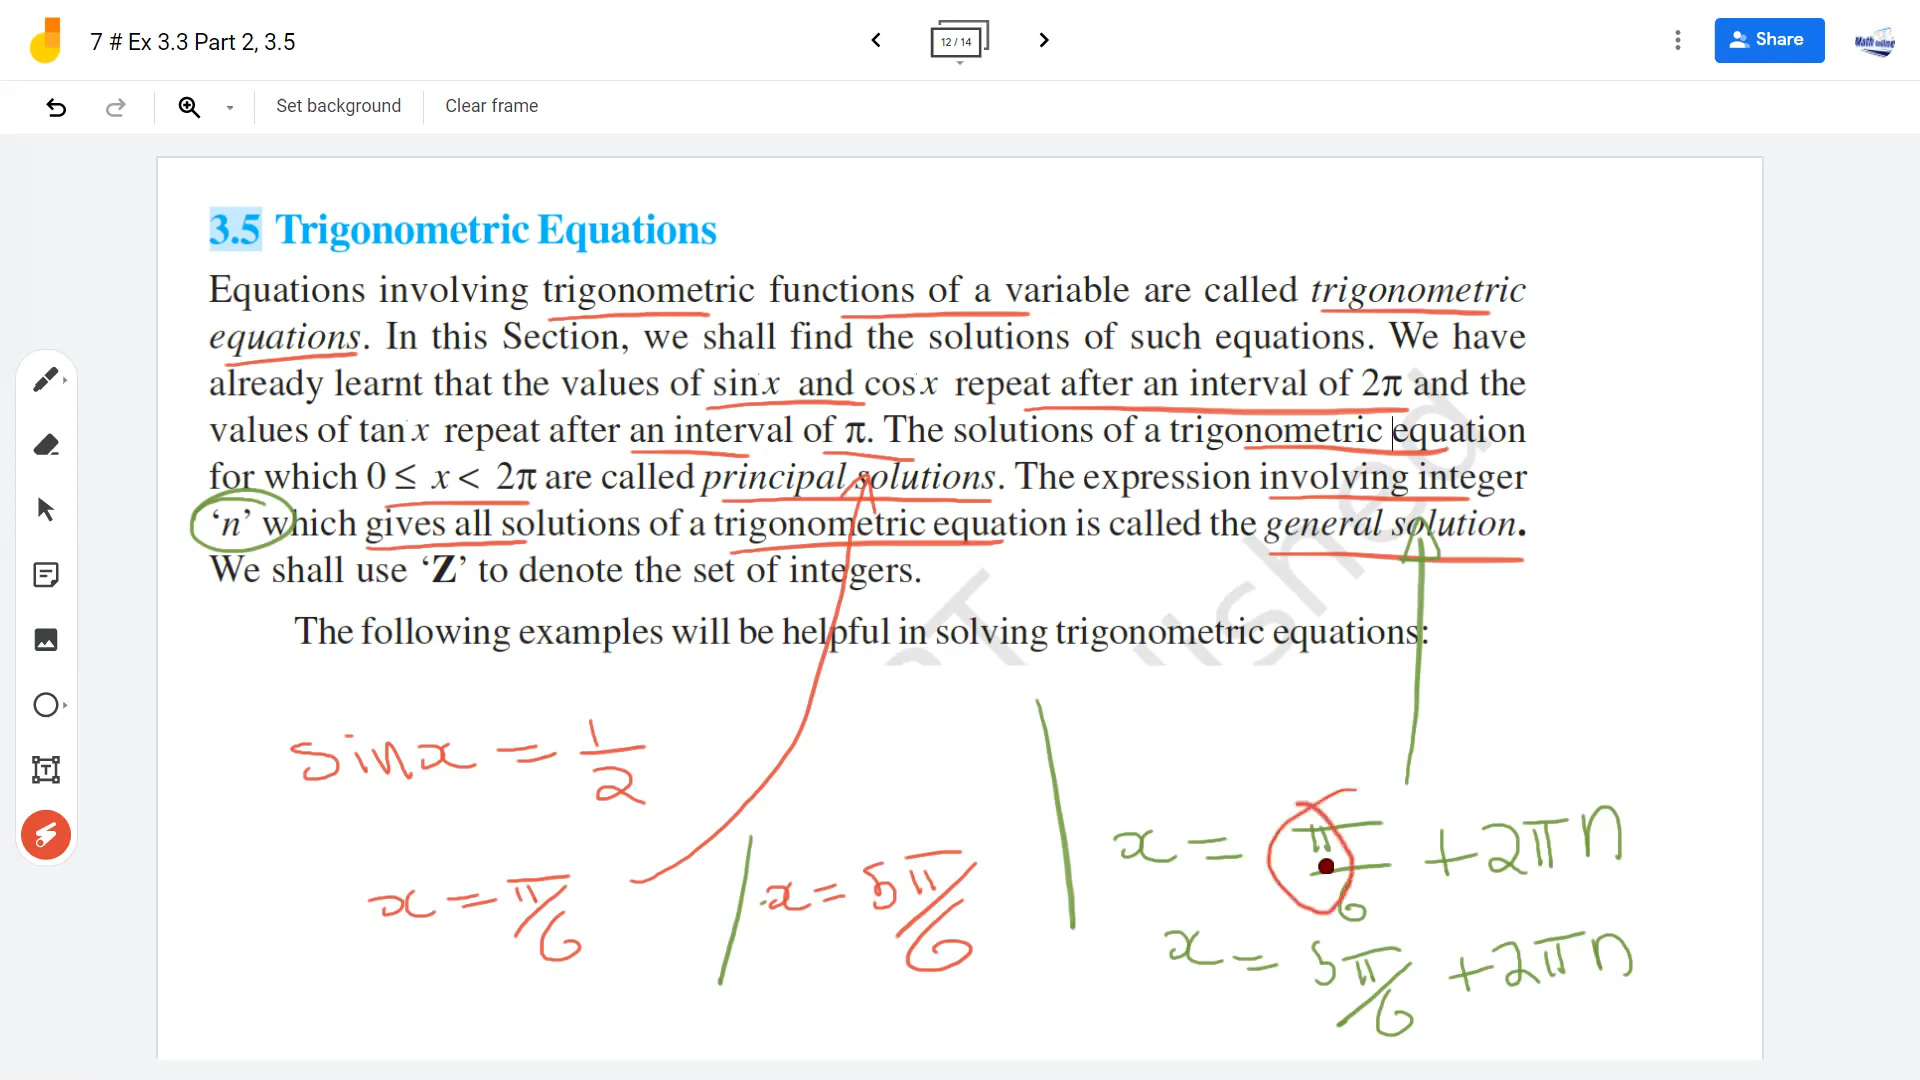 7 # Ex 3.3 Part 2, 3.5
12 / 14
Share
Math online
Set background
Clear frame
3.5 Trigonometric Equations
Equations involving trigonometric functions of a variable are called trigonometric
equations. In this Section, we shall find the solutions of such equations. We have
already learnt that the values of sin x and cos x repeat after an interval of 2π and the
values of tan x repeat after an interval of π. The solutions of a trigonometric equation
for which 0 ≤ x < 2π are called principal solutions. The expression involving integer
‘n’ which gives all solutions of a trigonometric equation is called the general solution.
We shall use ‘Z’ to denote the set of integers.
The following examples will be helpful in solving trigonometric equations:
sinx = 1/2
x = π/6
x = 5π/6
x = π/6 + 2πn
x = 5π/6 + 2πn